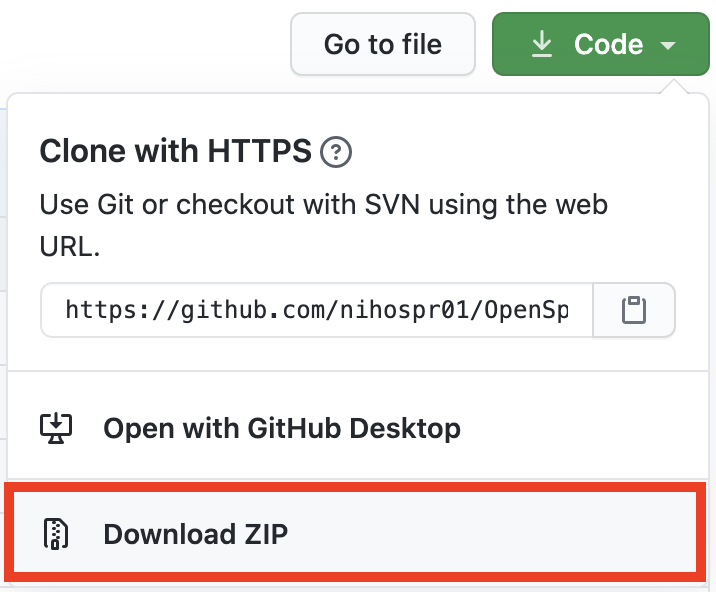 Go to file
Code
Clone with HTTPS
Use Git or checkout with SVN using the web
URL.
https://github.com/nihospr01/OpenSp
Open with GitHub Desktop
Download ZIP